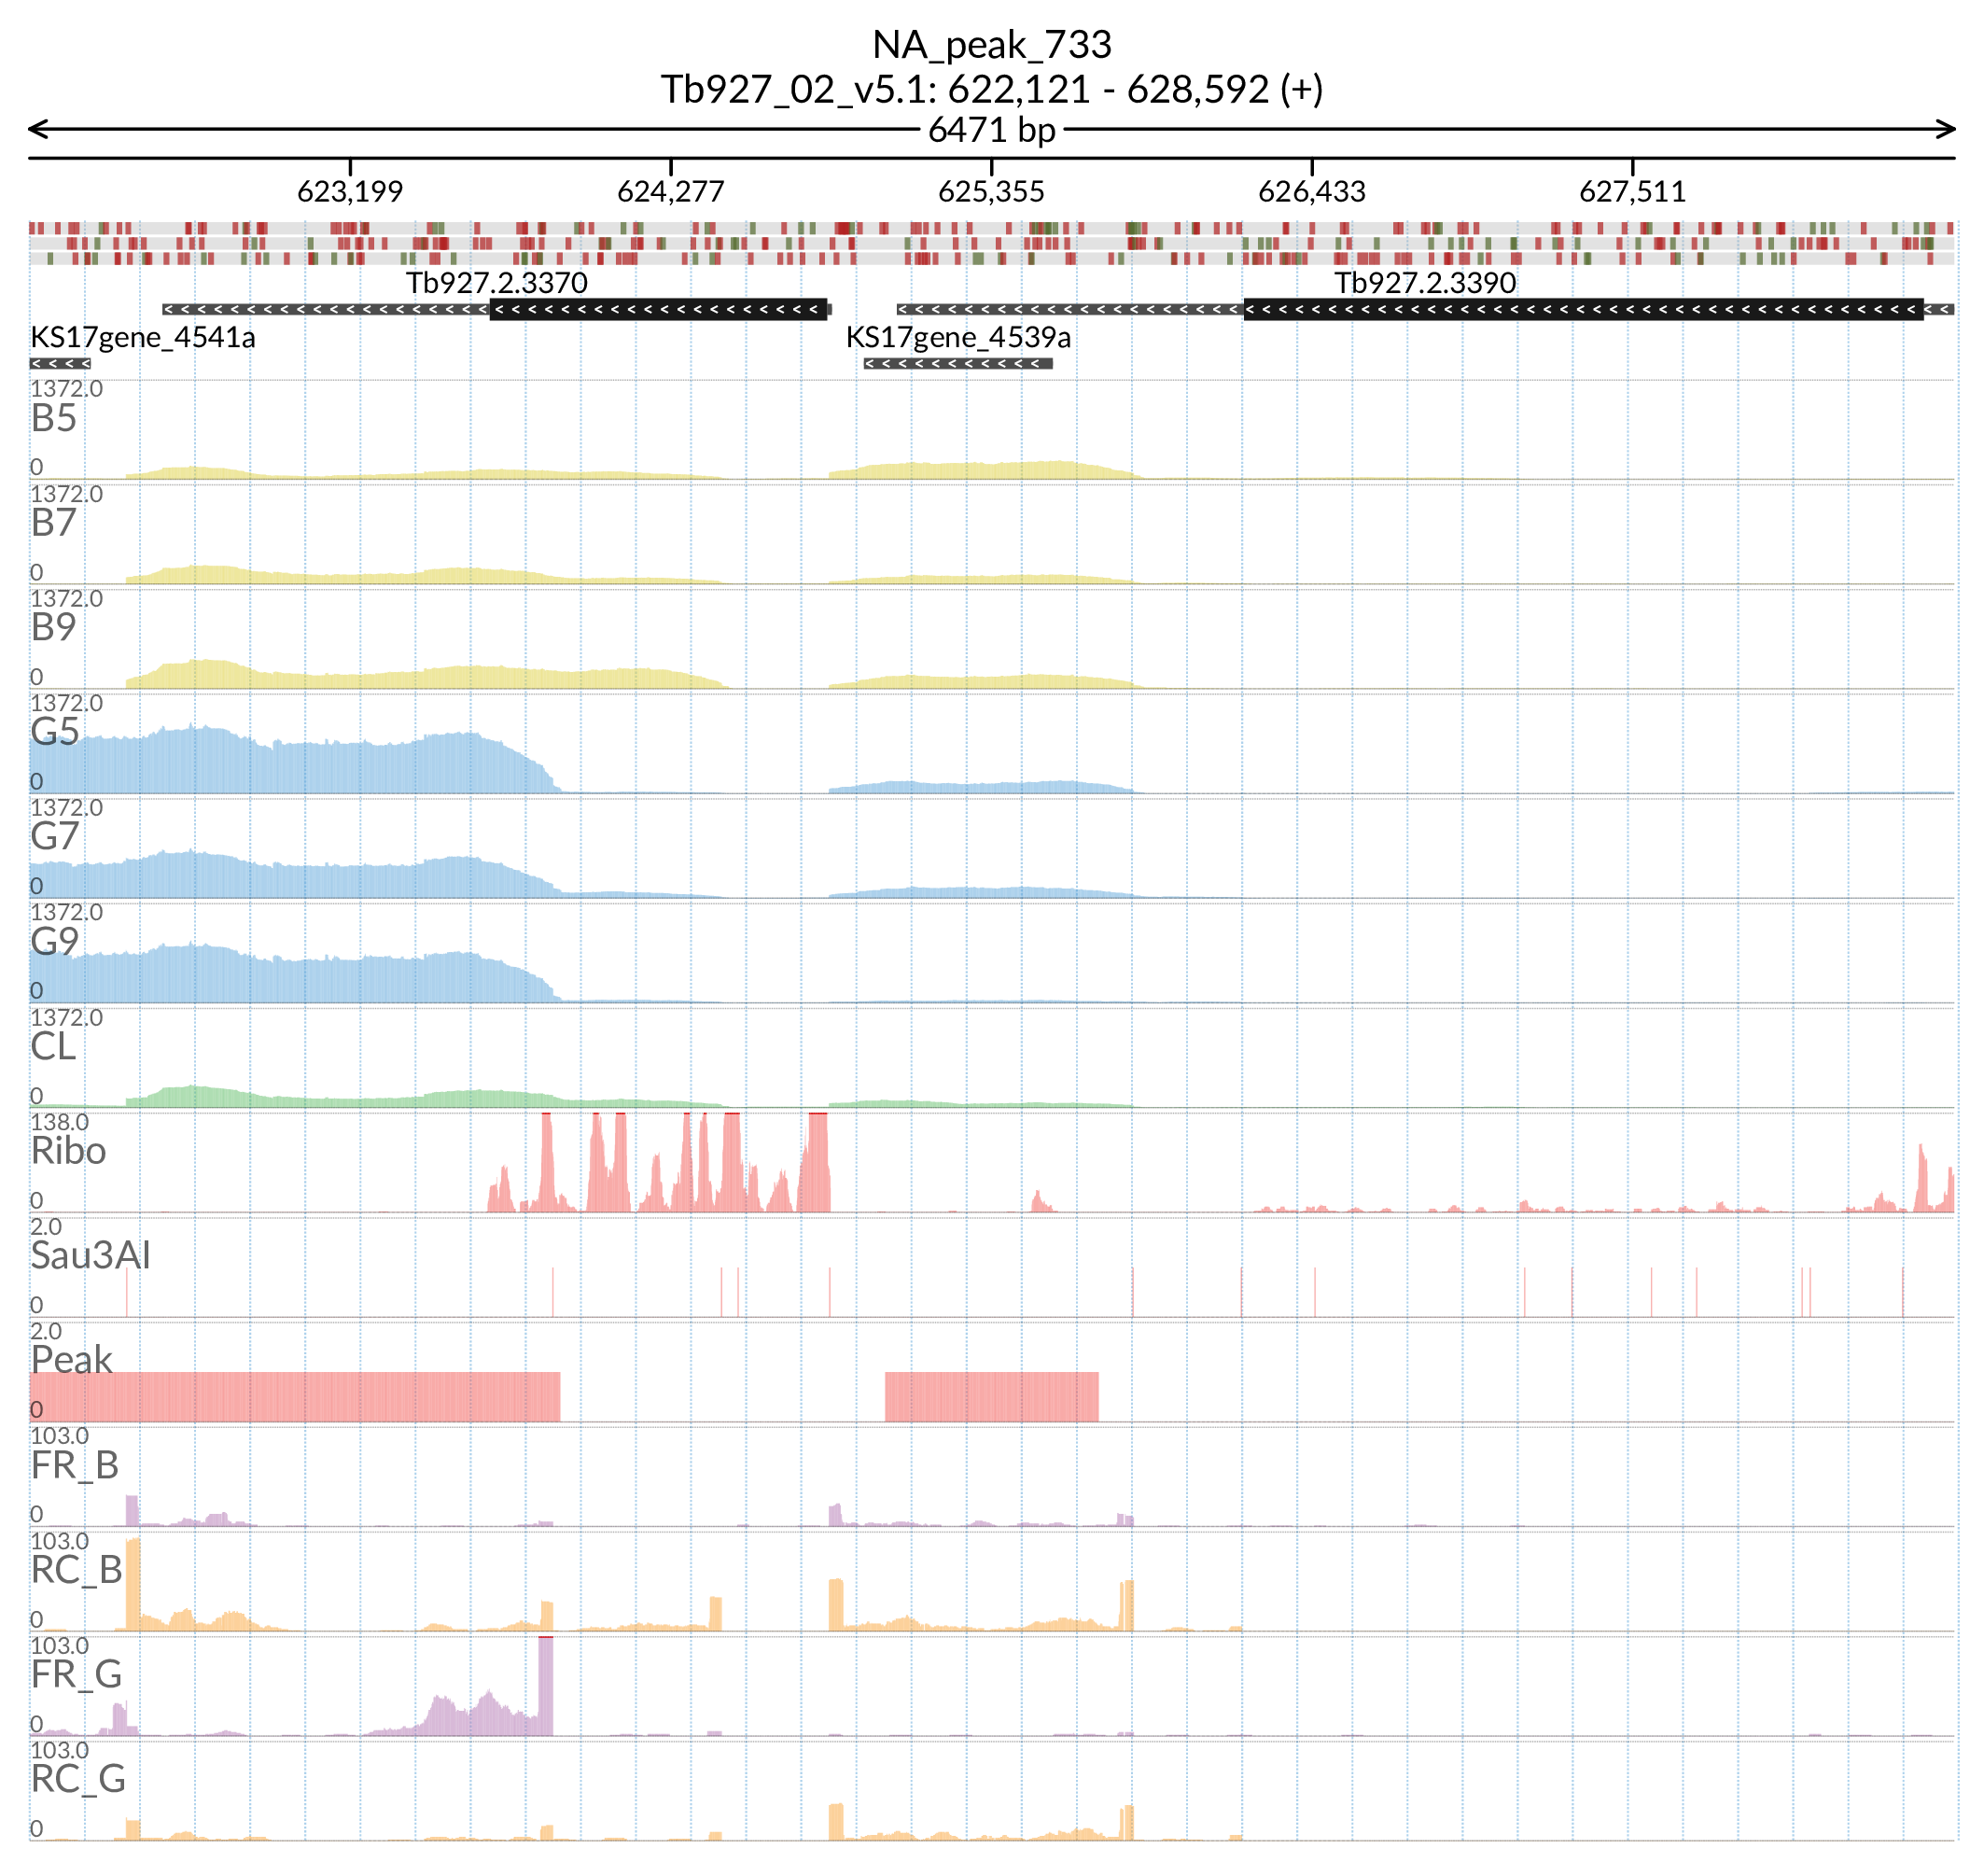 NA_peak_733
Tb927_02_v5.1: 622,121 - 628,592 (+)
6471 bp
623,199 624,277 625,355 626,433 627,511
Tb927.2.3370 Tb927.2.3390
KS17gene_4541a KS17gene_4539a
1372.0
B5
0
1372.0
B7
0
1372.0
B9
0
1372.0
G5
0
1372.0
G7
0
1372.0
G9
0
1372.0
CL
0
138.0
Ribo
0
2.0
Sau3AI
0
2.0
Peak
0
103.0
FR_B
0
103.0
RC_B
0
103.0
FR_G
0
103.0
RC_G
0